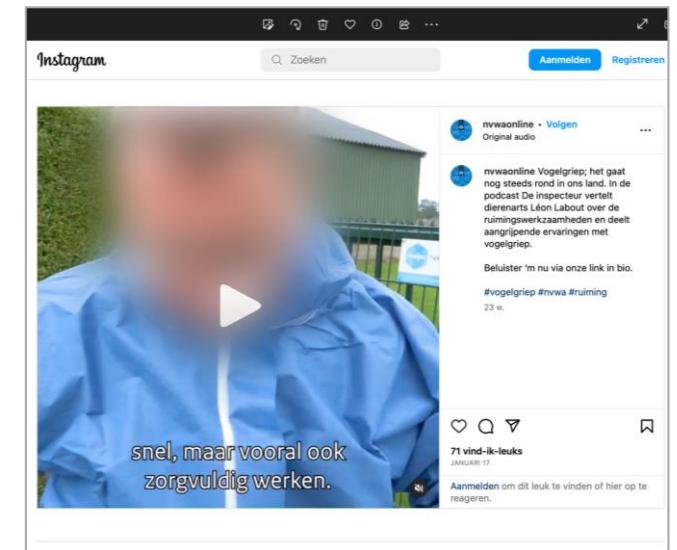 Instagram
Zoeken
Aanmelden
Registreren
nvwaonline • Volgen
Original audio
nvwaonline Vogelgriep; het gaat
nog steeds rond in ons land. In de
podcast De inspecteur vertelt
dierenarts Léon Labout over de
ruimingswerkzaamheden en deelt
aangrijpende ervaringen met
vogelgriep.
Beluister 'm nu via onze link in bio.
#vogelgriep #nvwa #ruiming
23 w.
snel, maar vooral ook
zorgvuldig werken.
71 vind-ik-leuks
JANUARI 17
Aanmelden om dit leuk te vinden of hier op te
reageren.